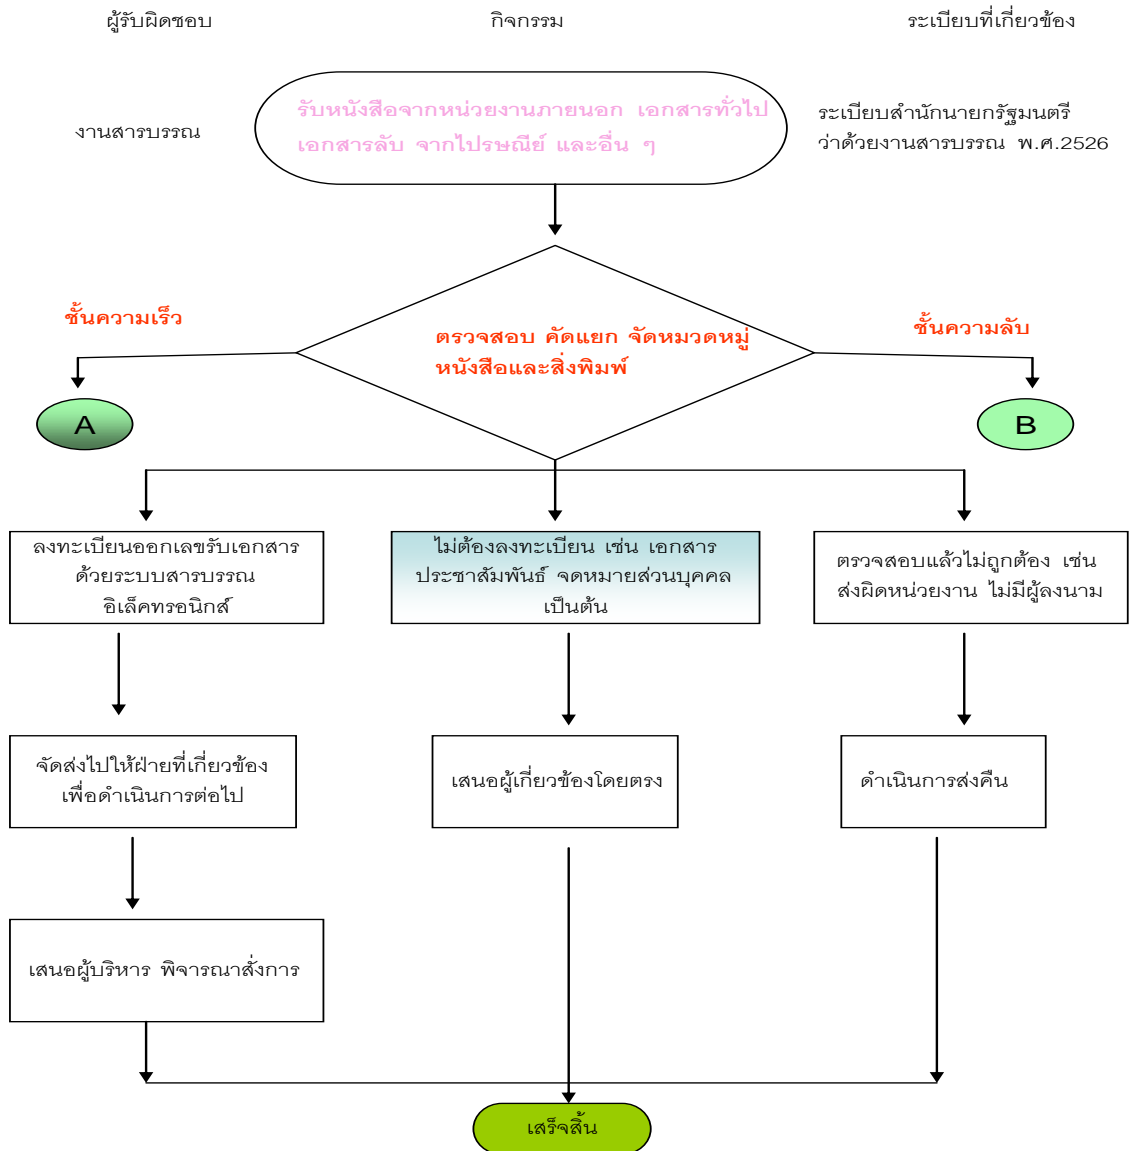 ผู้รับผิดชอบ
กิจกรรม
ระเบียบที่เกี่ยวข้อง
งานสารบรรณ
รับหนังสือจากหน่วยงานภายนอก เอกสารทั่วไป
เอกสารลับ จากไปรษณีย์ และอื่น ๆ
ระเบียบสำนักนายกรัฐมนตรี
ว่าด้วยงานสารบรรณ พ.ศ.2526
ชั้นความเร็ว
ตรวจสอบ คัดแยก จัดหมวดหมู่
หนังสือและสิ่งพิมพ์
ชั้นความลับ
A
B
ลงทะเบียนออกเลขรับเอกสาร
ด้วยระบบสารบรรณ
อิเล็คทรอนิกส์
ไม่ต้องลงทะเบียน เช่น เอกสาร
ประชาสัมพันธ์ จดหมายส่วนบุคคล
เป็นต้น
ตรวจสอบแล้วไม่ถูกต้อง เช่น
ส่งผิดหน่วยงาน ไม่มีผู้ลงนาม
จัดส่งไปให้ฝ่ายที่เกี่ยวข้อง
เพื่อดำเนินการต่อไป
เสนอผู้เกี่ยวข้องโดยตรง
ดำเนินการส่งคืน
เสนอผู้บริหาร พิจารณาสั่งการ
เสร็จสิ้น